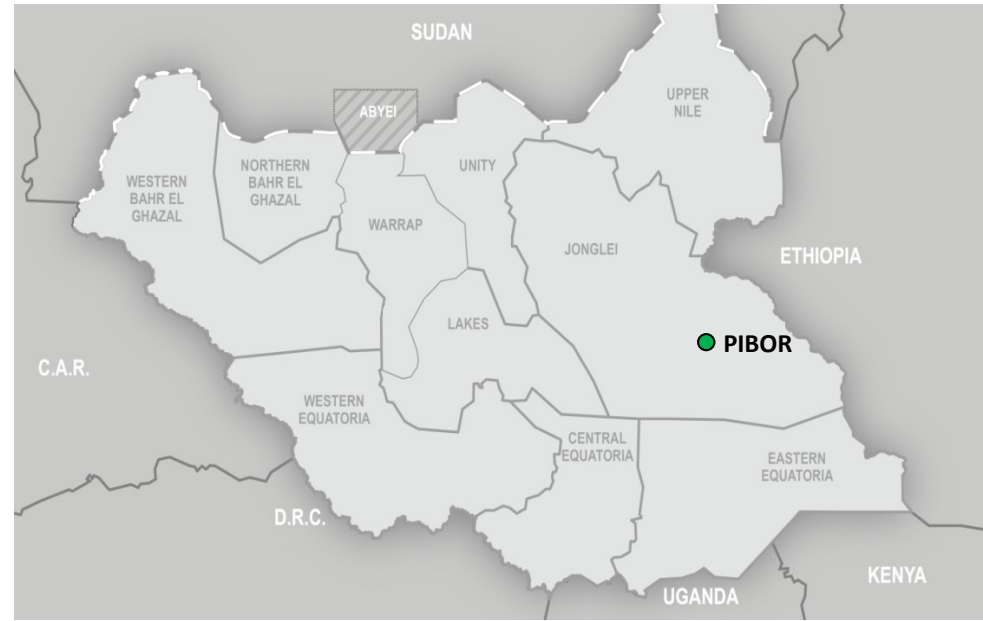 SUDAN
ABYEI
UPPER
NILE
NORTHERN
BAHR EL
GHAZAL
UNITY
WESTERN
BAHR EL
GHAZAL
WARRAP
JONGLEI
ETHIOPIA
LAKES
PIBOR
C.A.R.
WESTERN
EQUATORIA
CENTRAL
EQUATORIA
EASTERN
EQUATORIA
D.R.C.
KENYA
UGANDA